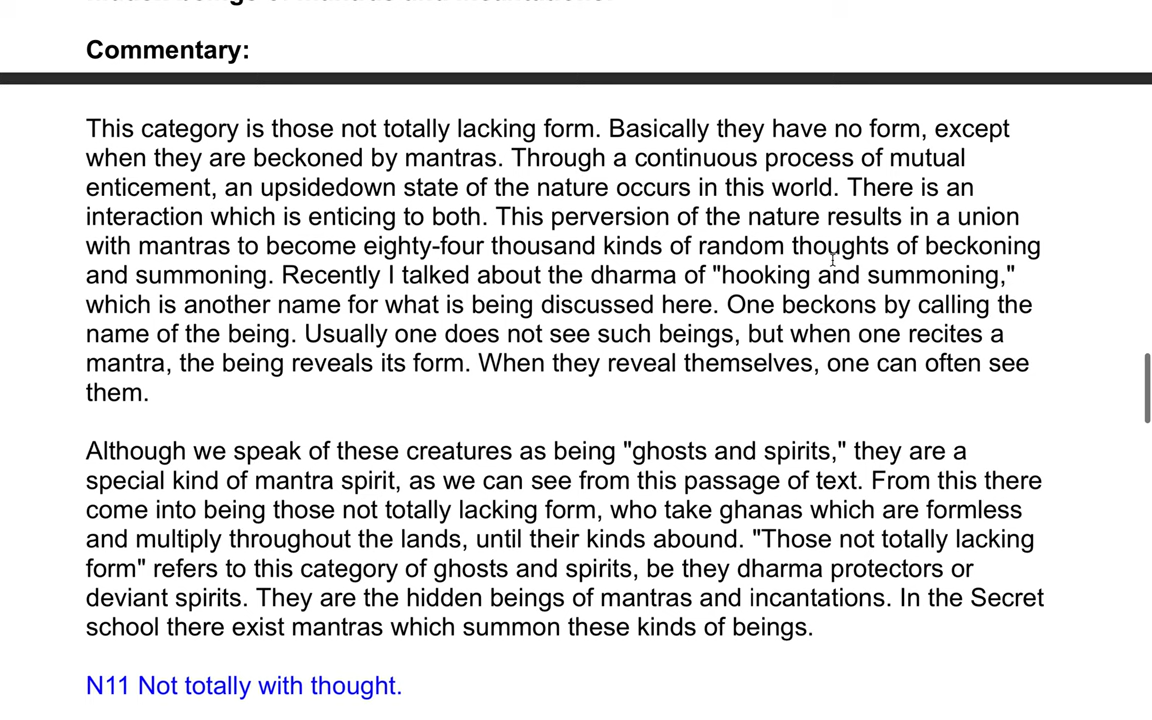 Commentary:
This category is those not totally lacking form. Basically they have no form, except
when they are beckoned by mantras. Through a continuous process of mutual
enticement, an upsidedown state of the nature occurs in this world. There is an
interaction which is enticing to both. This perversion of the nature results in a union
with mantras to become eighty-four thousand kinds of random thoughts of beckoning
and summoning. Recently I talked about the dharma of "hooking and summoning,"
which is another name for what is being discussed here. One beckons by calling the
name of the being. Usually one does not see such beings, but when one recites a
mantra, the being reveals its form. When they reveal themselves, one can often see
them.
Although we speak of these creatures as being "ghosts and spirits," they are a
special kind of mantra spirit, as we can see from this passage of text. From this there
come into being those not totally lacking form, who take ghanas which are formless
and multiply throughout the lands, until their kinds abound. "Those not totally lacking
form" refers to this category of ghosts and spirits, be they dharma protectors or
deviant spirits. They are the hidden beings of mantras and incantations. In the Secret
school there exist mantras which summon these kinds of beings.
N11 Not totally with thought.